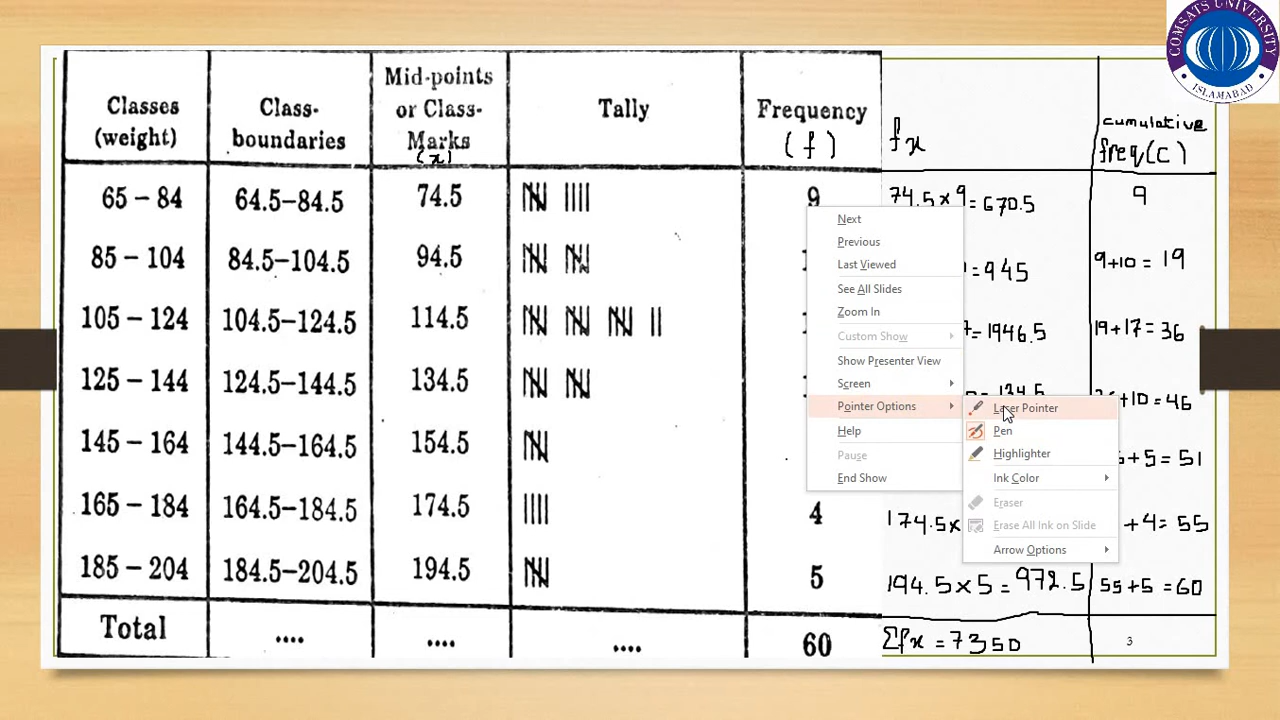 COMSATS UNIVERSITY
ISLAMABAD
Classes (weight) Class-boundaries Mid-points or Class-Marks (x) Tally Frequency (f) fx cumulative freq(C)
65 – 84 64.5–84.5 74.5 9 74.5 x 9 = 670.5 9
85 – 104 84.5–104.5 94.5 = 945 9+10 = 19
105 – 124 104.5–124.5 114.5 = 1946.5 19+17 = 36
125 – 144 124.5–144.5 134.5 +10 = 46
145 – 164 144.5–164.5 154.5 +5 = 51
165 – 184 164.5–184.5 174.5 4 174.5x +4 = 55
185 – 204 184.5–204.5 194.5 5 194.5 x 5 = 972.5 55+5 = 60
Total .... .... .... 60 Σfx = 7350 3
Next
Previous
Last Viewed
See All Slides
Zoom In
Custom Show
Show Presenter View
Screen
Pointer Options
Help
Pause
End Show
Laser Pointer
Pen
Highlighter
Ink Color
Eraser
Erase All Ink on Slide
Arrow Options